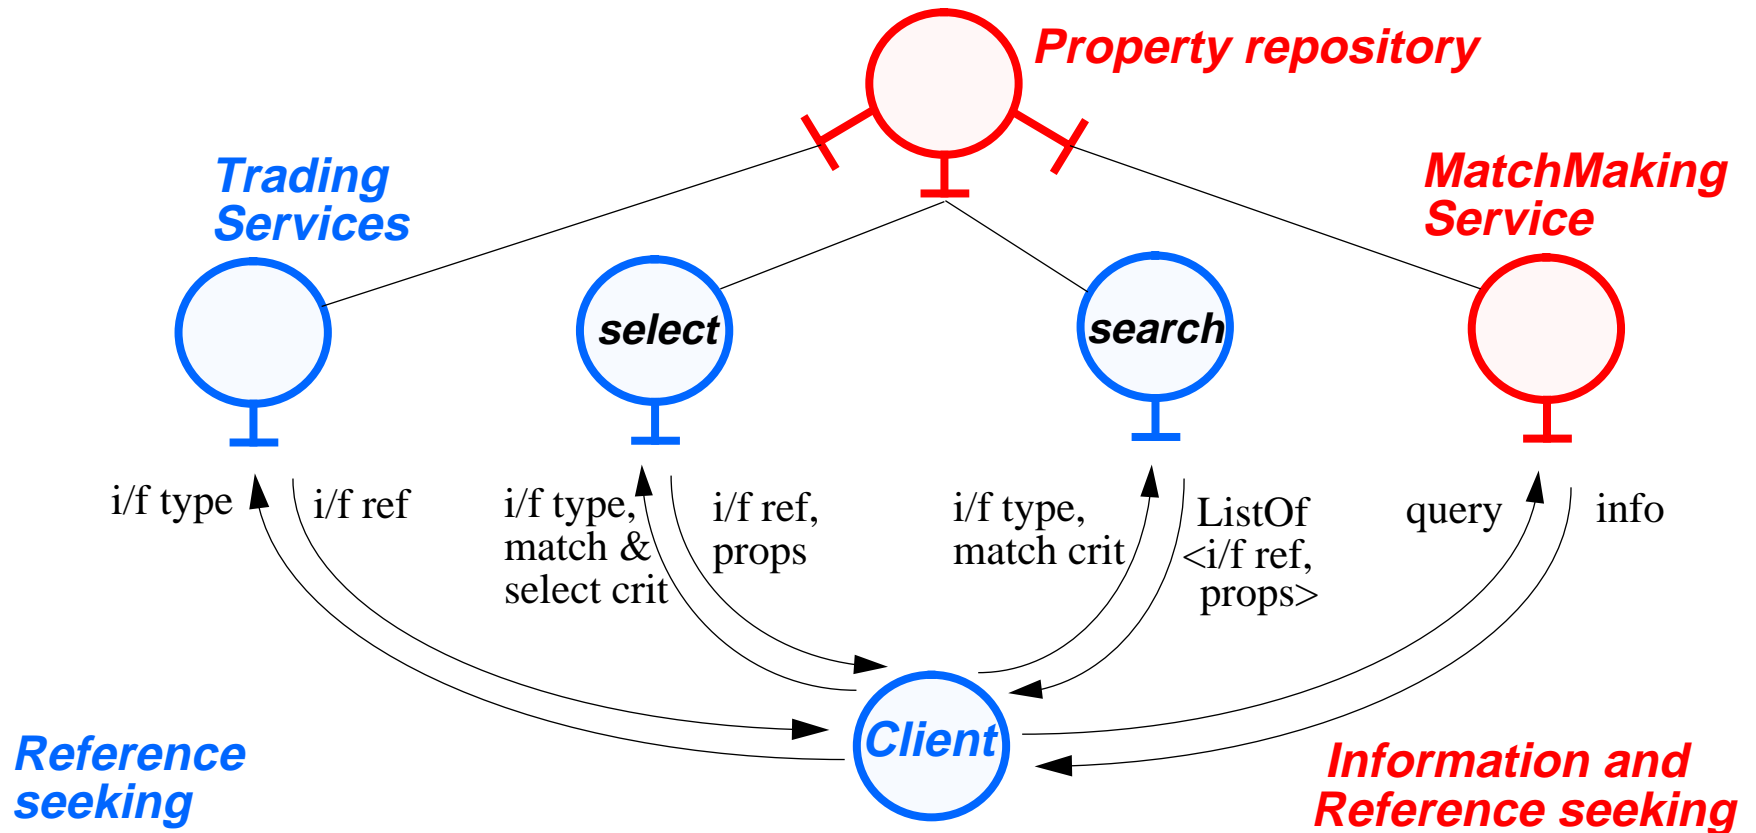 Property repository
Trading
Services
MatchMaking
Service
select
search
i/f type
i/f ref
i/f type,
match &
select crit
i/f ref,
props
i/f type,
match crit
ListOf
<i/f ref,
props>
query
info
Client
Reference
seeking
Information and
Reference seeking